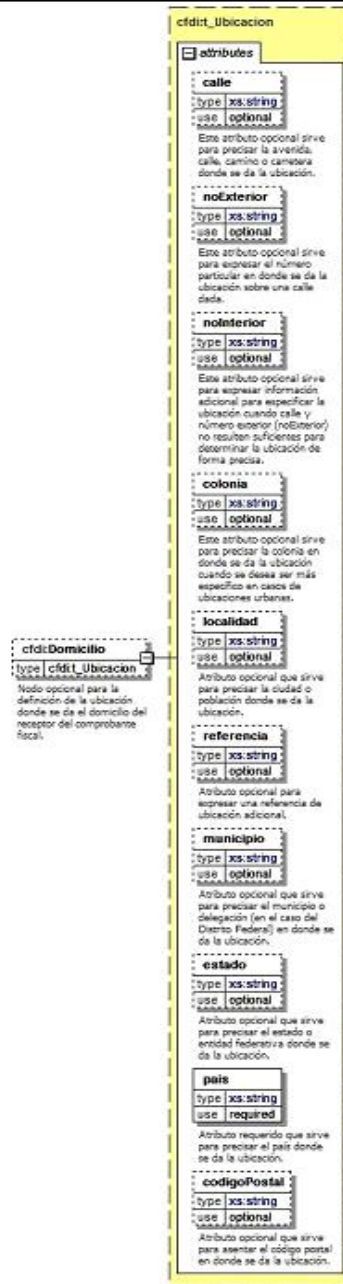 cfdi:t_Ubicacion
attributes
calle
type xs:string
use optional
Este atributo opcional sirve
para precisar la avenida,
calle, camino o carretera
donde se da la ubicación.
noExterior
type xs:string
use optional
Este atributo opcional sirve
para expresar el número
particular en donde se da la
ubicación sobre una calle
dada.
noInterior
type xs:string
use optional
Este atributo opcional sirve
para expresar información
adicional para especificar la
ubicación cuando calle y
número exterior (noExterior)
no resulten suficientes para
determinar la ubicación de
forma precisa.
colonia
type xs:string
use optional
Este atributo opcional sirve
para precisar la colonia en
donde se da la ubicación
cuando se desea ser más
específico en casos de
ubicaciones urbanas.
localidad
type xs:string
use optional
Atributo opcional que sirve
para precisar la ciudad o
población donde se da la
ubicación.
cfdi:Domicilio
type cfdi:t_Ubicacion
Nodo opcional para la
definición de la ubicación
donde se da el domicilio del
receptor del comprobante
fiscal.
referencia
type xs:string
use optional
Atributo opcional para
expresar una referencia de
ubicación adicional.
municipio
type xs:string
use optional
Atributo opcional que sirve
para precisar el municipio o
delegación (en el caso del
Distrito Federal) en donde se
da la ubicación.
estado
type xs:string
use optional
Atributo opcional que sirve
para precisar el estado o
entidad federativa donde se
da la ubicación.
pais
type xs:string
use required
Atributo requerido que sirve
para precisar el país donde
se da la ubicación.
codigoPostal
type xs:string
use optional
Atributo opcional que sirve
para asentar el código postal
en donde se da la ubicación.